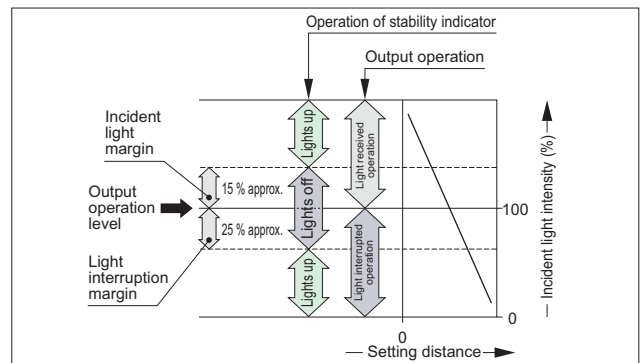 Operation of stability indicator
Output operation
Incident
light
margin
Output
operation
level
Light
interruption
margin
15 % approx.
25 % approx.
Lights up
Lights off
Lights up
Light received
operation
Light interrupted
operation
100
0
0
Setting distance
Incident light intensity (%)